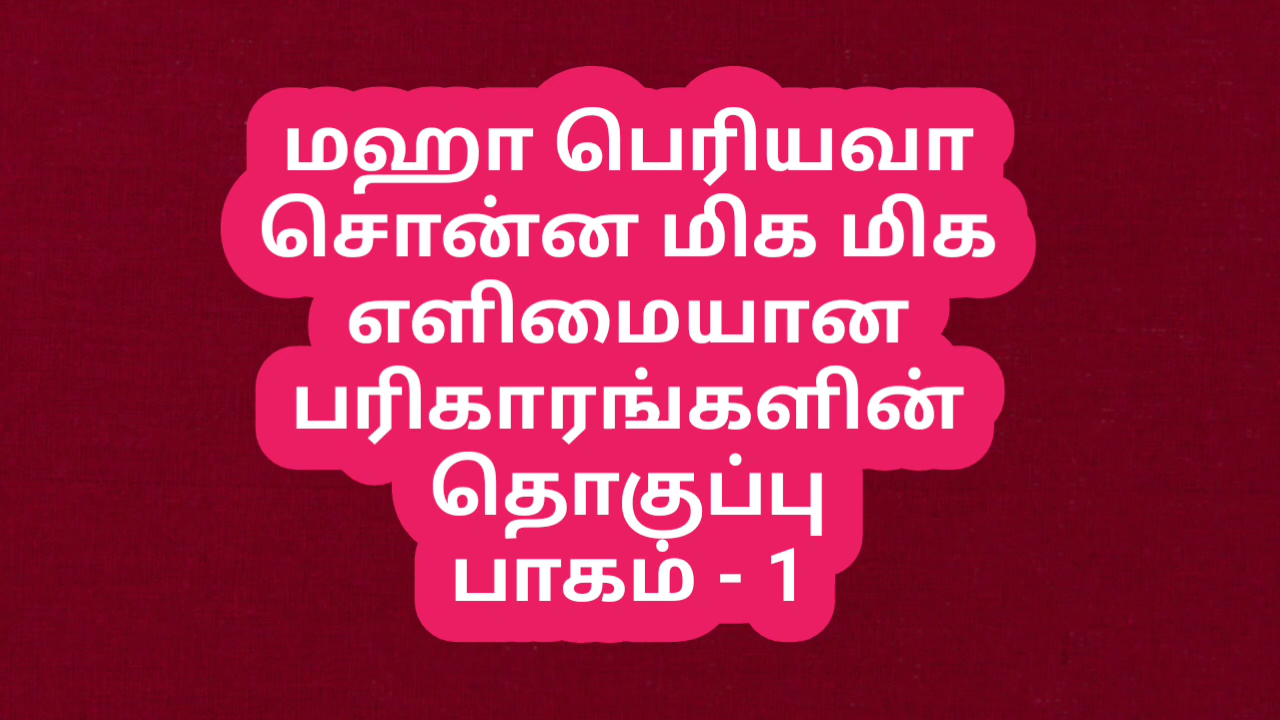 மஹா பெரியவா
சொன்ன மிக மிக
எளிமையான
பரிகாரங்களின்
தொகுப்பு
பாகம் - 1